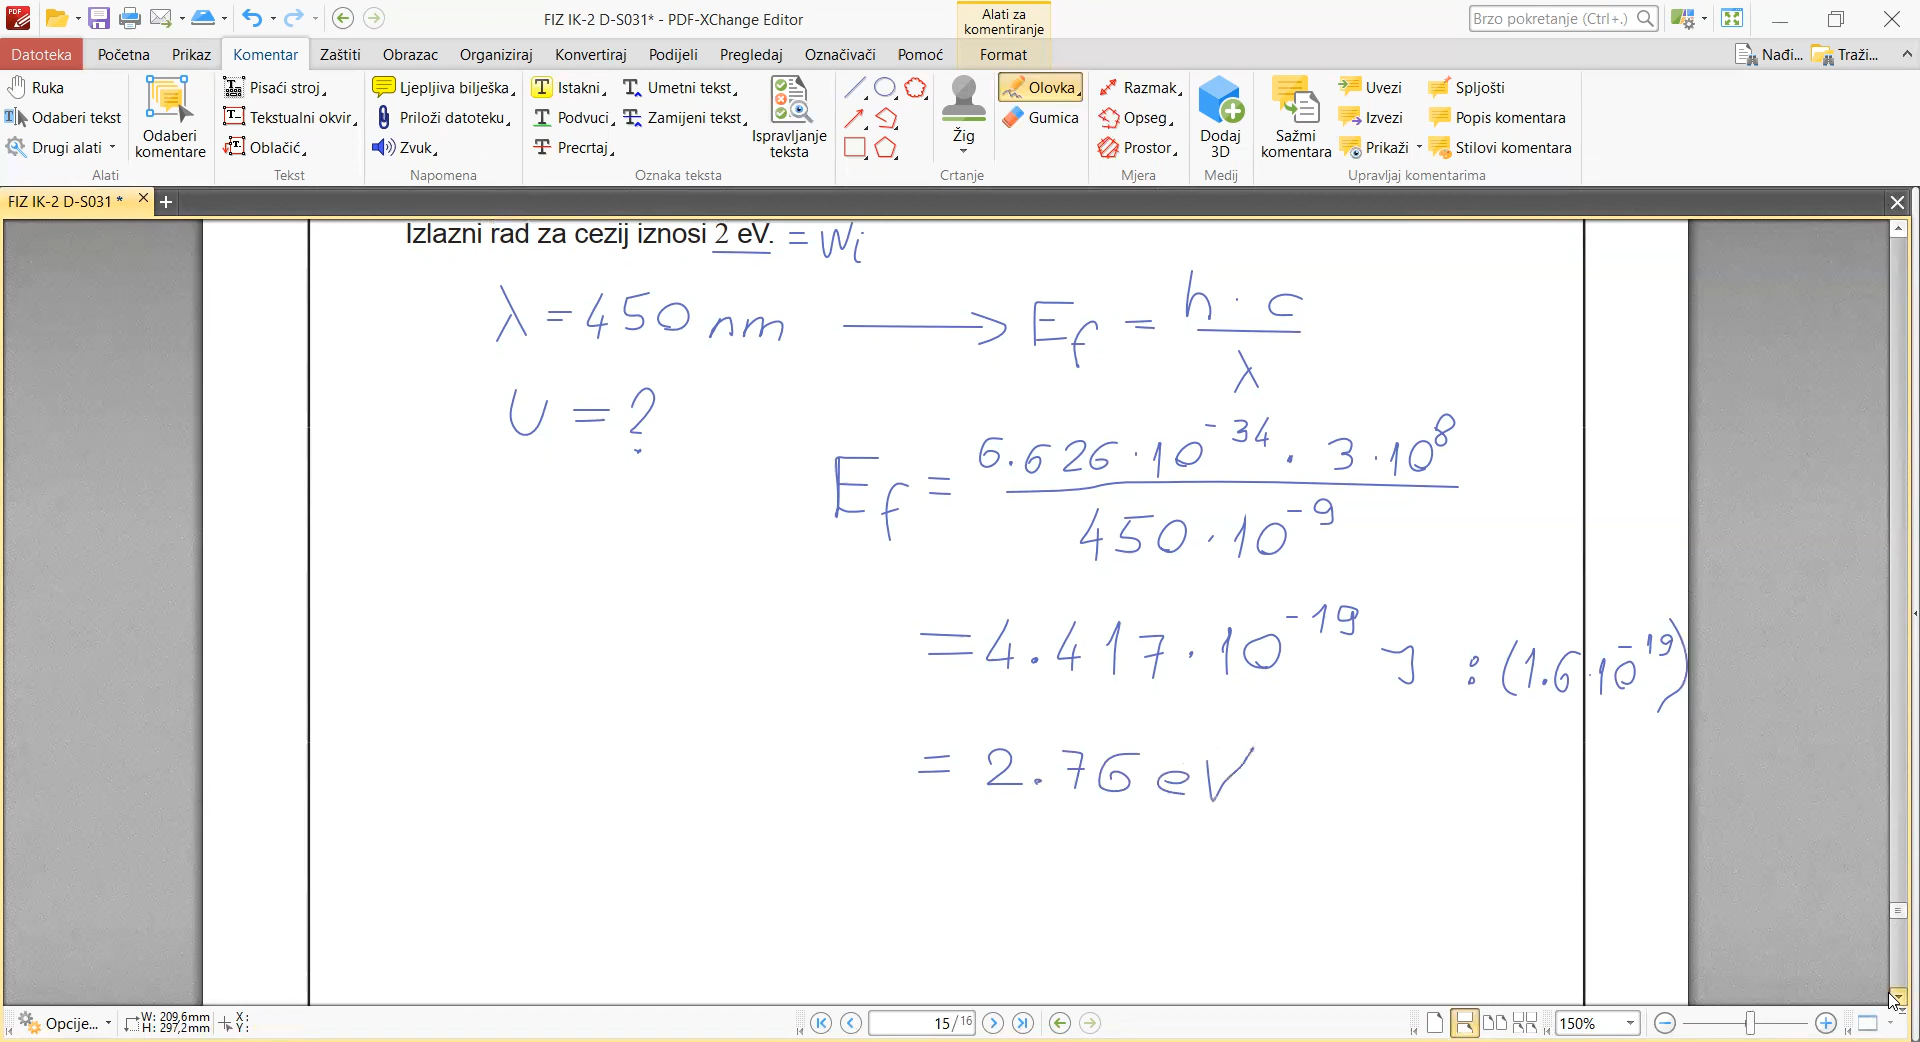 FIZ IK-2 D-S031* - PDF-XChange Editor
Alati za komentiranje
Brzo pokretanje (Ctrl+.)
Datoteka Početna Prikaz Komentar Zaštiti Obrazac Organiziraj Konvertiraj Podijeli Pregledaj Označivači Pomoć Format Nađi... Traži...
Ruka
Odaberi tekst
Drugi alati
Odaberi komentare
Alati
Pisaći stroj
Tekstualni okvir
Oblačić
Tekst
Ljepljiva bilješka
Priloži datoteku
Zvuk
Napomena
Istakni
Podvuci
Precrtaj
Umetni tekst
Zamijeni tekst
Ispravljanje teksta
Oznaka teksta
Žig
Olovka
Gumica
Crtanje
Razmak
Opseg
Prostor
Mjera
Dodaj 3D
Medij
Sažmi komentara
Uvezi
Izvezi
Prikaži
Spljošti
Popis komentara
Stilovi komentara
Upravljaj komentarima
FIZ IK-2 D-S031 *
Izlazni rad za cezij iznosi 2 eV. = Wi
λ = 450 nm → Ef = h · c / λ
U = ?
Ef = 6.626 · 10^-34 · 3 · 10^8 / 450 · 10^-9
= 4.417 · 10^-19 J : (1.6 · 10^-19)
= 2.76 eV
Opcije...
W: 209,6mm
H: 297,2mm
X:
Y:
15 / 16
150%